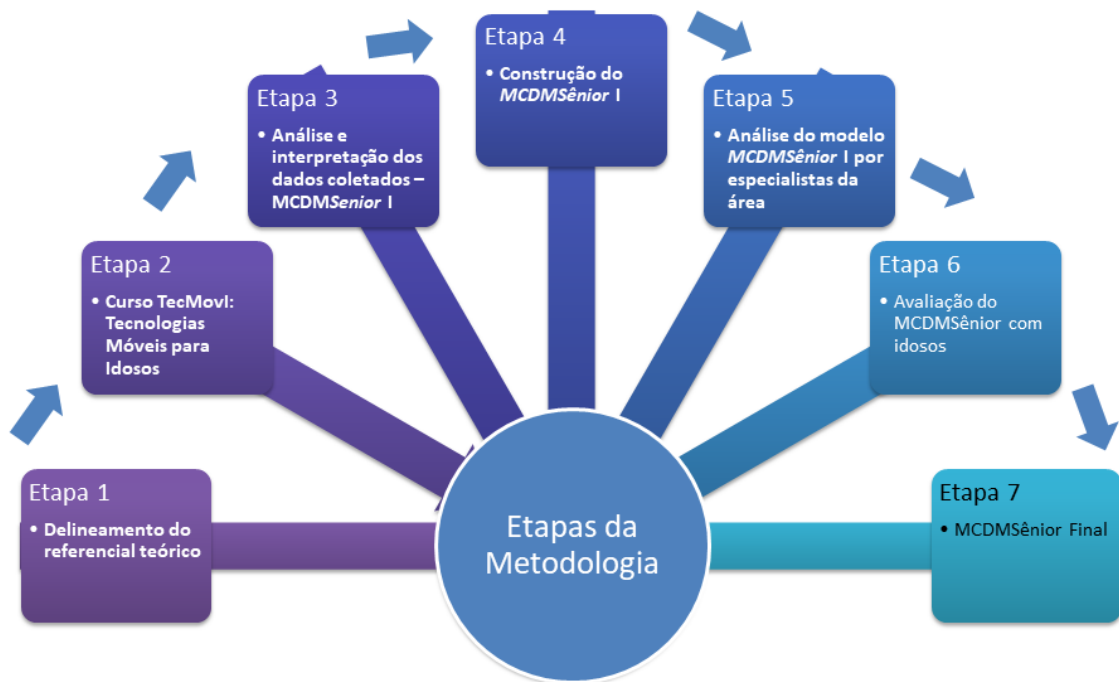 Etapa 1
• Delineamento do
referencial teórico
Etapa 2
• Curso TecMovI:
Tecnologias
Móveis para
Idosos
Etapa 3
• Análise e
interpretação dos
dados coletados –
MCDMSenior I
Etapa 4
• Construção do
MCDMSênior I
Etapa 5
• Análise do modelo
MCDMSênior I por
especialistas da
área
Etapa 6
• Avaliação do
MCDMSênior com
idosos
Etapa 7
• MCDMSênior Final
Etapas da
Metodologia